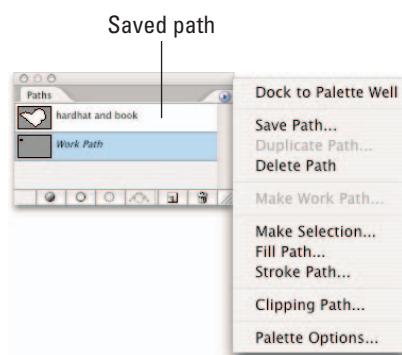 Saved path
Paths
hardhat and book
Work Path
Dock to Palette Well
Save Path...
Duplicate Path...
Delete Path
Make Work Path...
Make Selection...
Fill Path...
Stroke Path...
Clipping Path...
Palette Options...